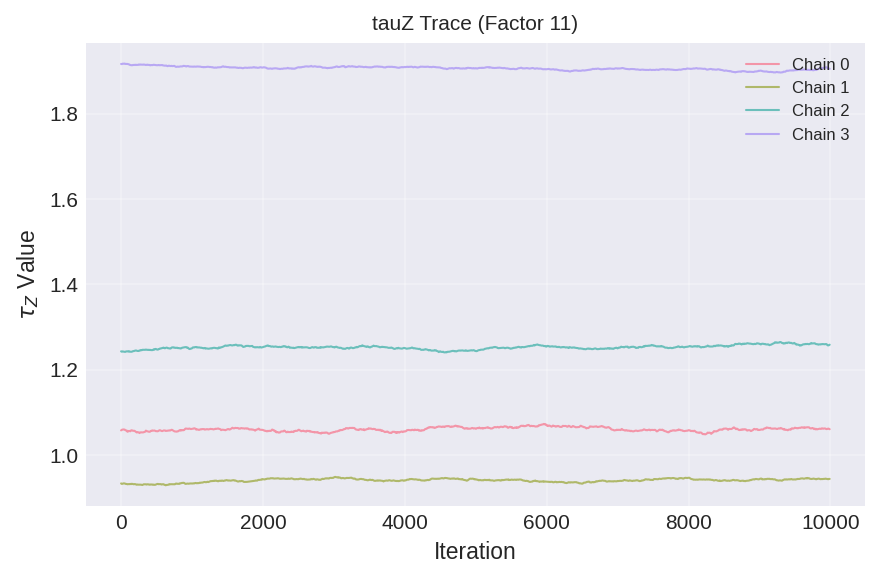 tauZ Trace (Factor 11)
Chain 0
Chain 1
Chain 2
Chain 3
1.8
1.6
1.4
1.2
1.0
τZ Value
0 2000 4000 6000 8000 10000
Iteration